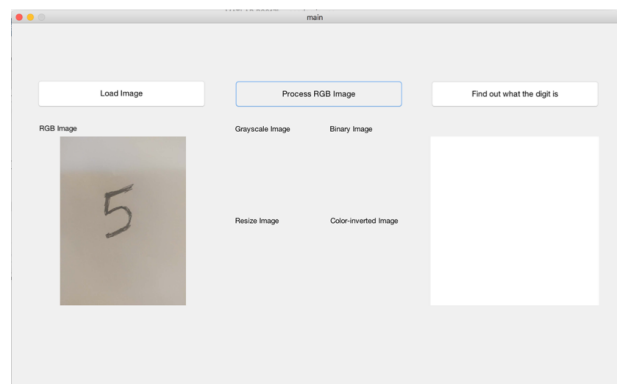 main
Load Image
Process RGB Image
Find out what the digit is
RGB Image
Grayscale Image
Binary Image
5
Resize Image
Color-inverted Image